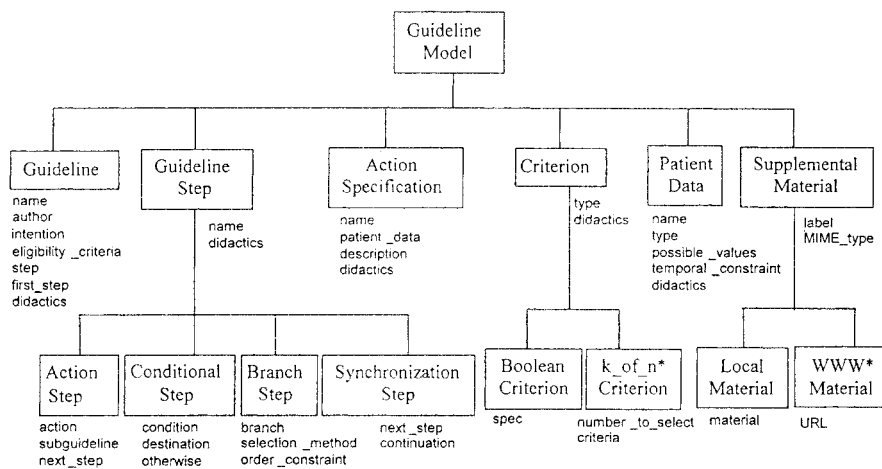 Guideline
Model
Guideline
name
author
intention
eligibility _criteria
step
first_step
didactics
Guideline
Step
name
didactics
Action
Specification
name
patient _data
description
didactics
Criterion
type
didactics
Patient
Data
name
type
possible _values
temporal _constraint
didactics
Supplemental
Material
label
MIME_type
Action
Step
action
subguideline
next_step
Conditional
Step
condition
destination
otherwise
Branch
Step
branch
selection _method
order _constraint
Synchronization
Step
next_step
continuation
Boolean
Criterion
spec
k_of_n*
Criterion
number _to_select
criteria
Local
Material
material
WWW*
Material
URL